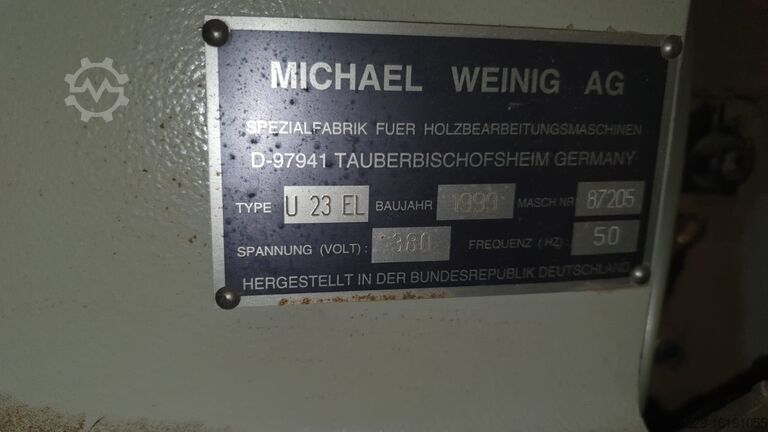 MICHAEL WEINIG AG
SPEZIALFABRIK FUER HOLZBEARBEITUNGSMASCHINEN
D-97941 TAUBERBISCHOFSHEIM GERMANY
TYPE U 23 EL BAUJAHR 1999 MASCH.NR 87205
SPANNUNG (VOLT): 380 FREQUENZ (HZ): 50
HERGESTELLT IN DER BUNDESREPUBLIK DEUTSCHLAND